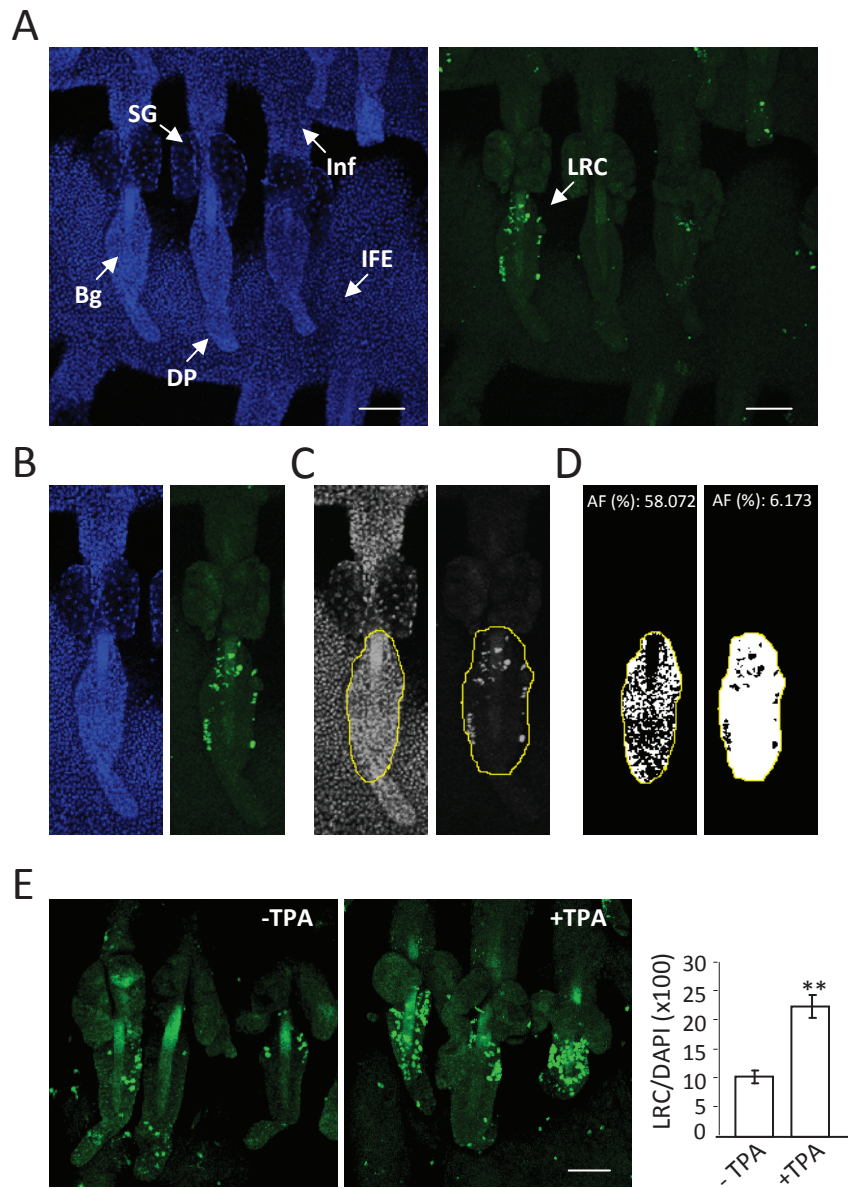 A
SG
Inf
IFE
Bg
DP
LRC
B
C
D
AF (%): 58.072
AF (%): 6.173
E
-TPA
+TPA
LRC/DAPI (x100)
30
25
20
15
10
5
0
**
- TPA
+TPA